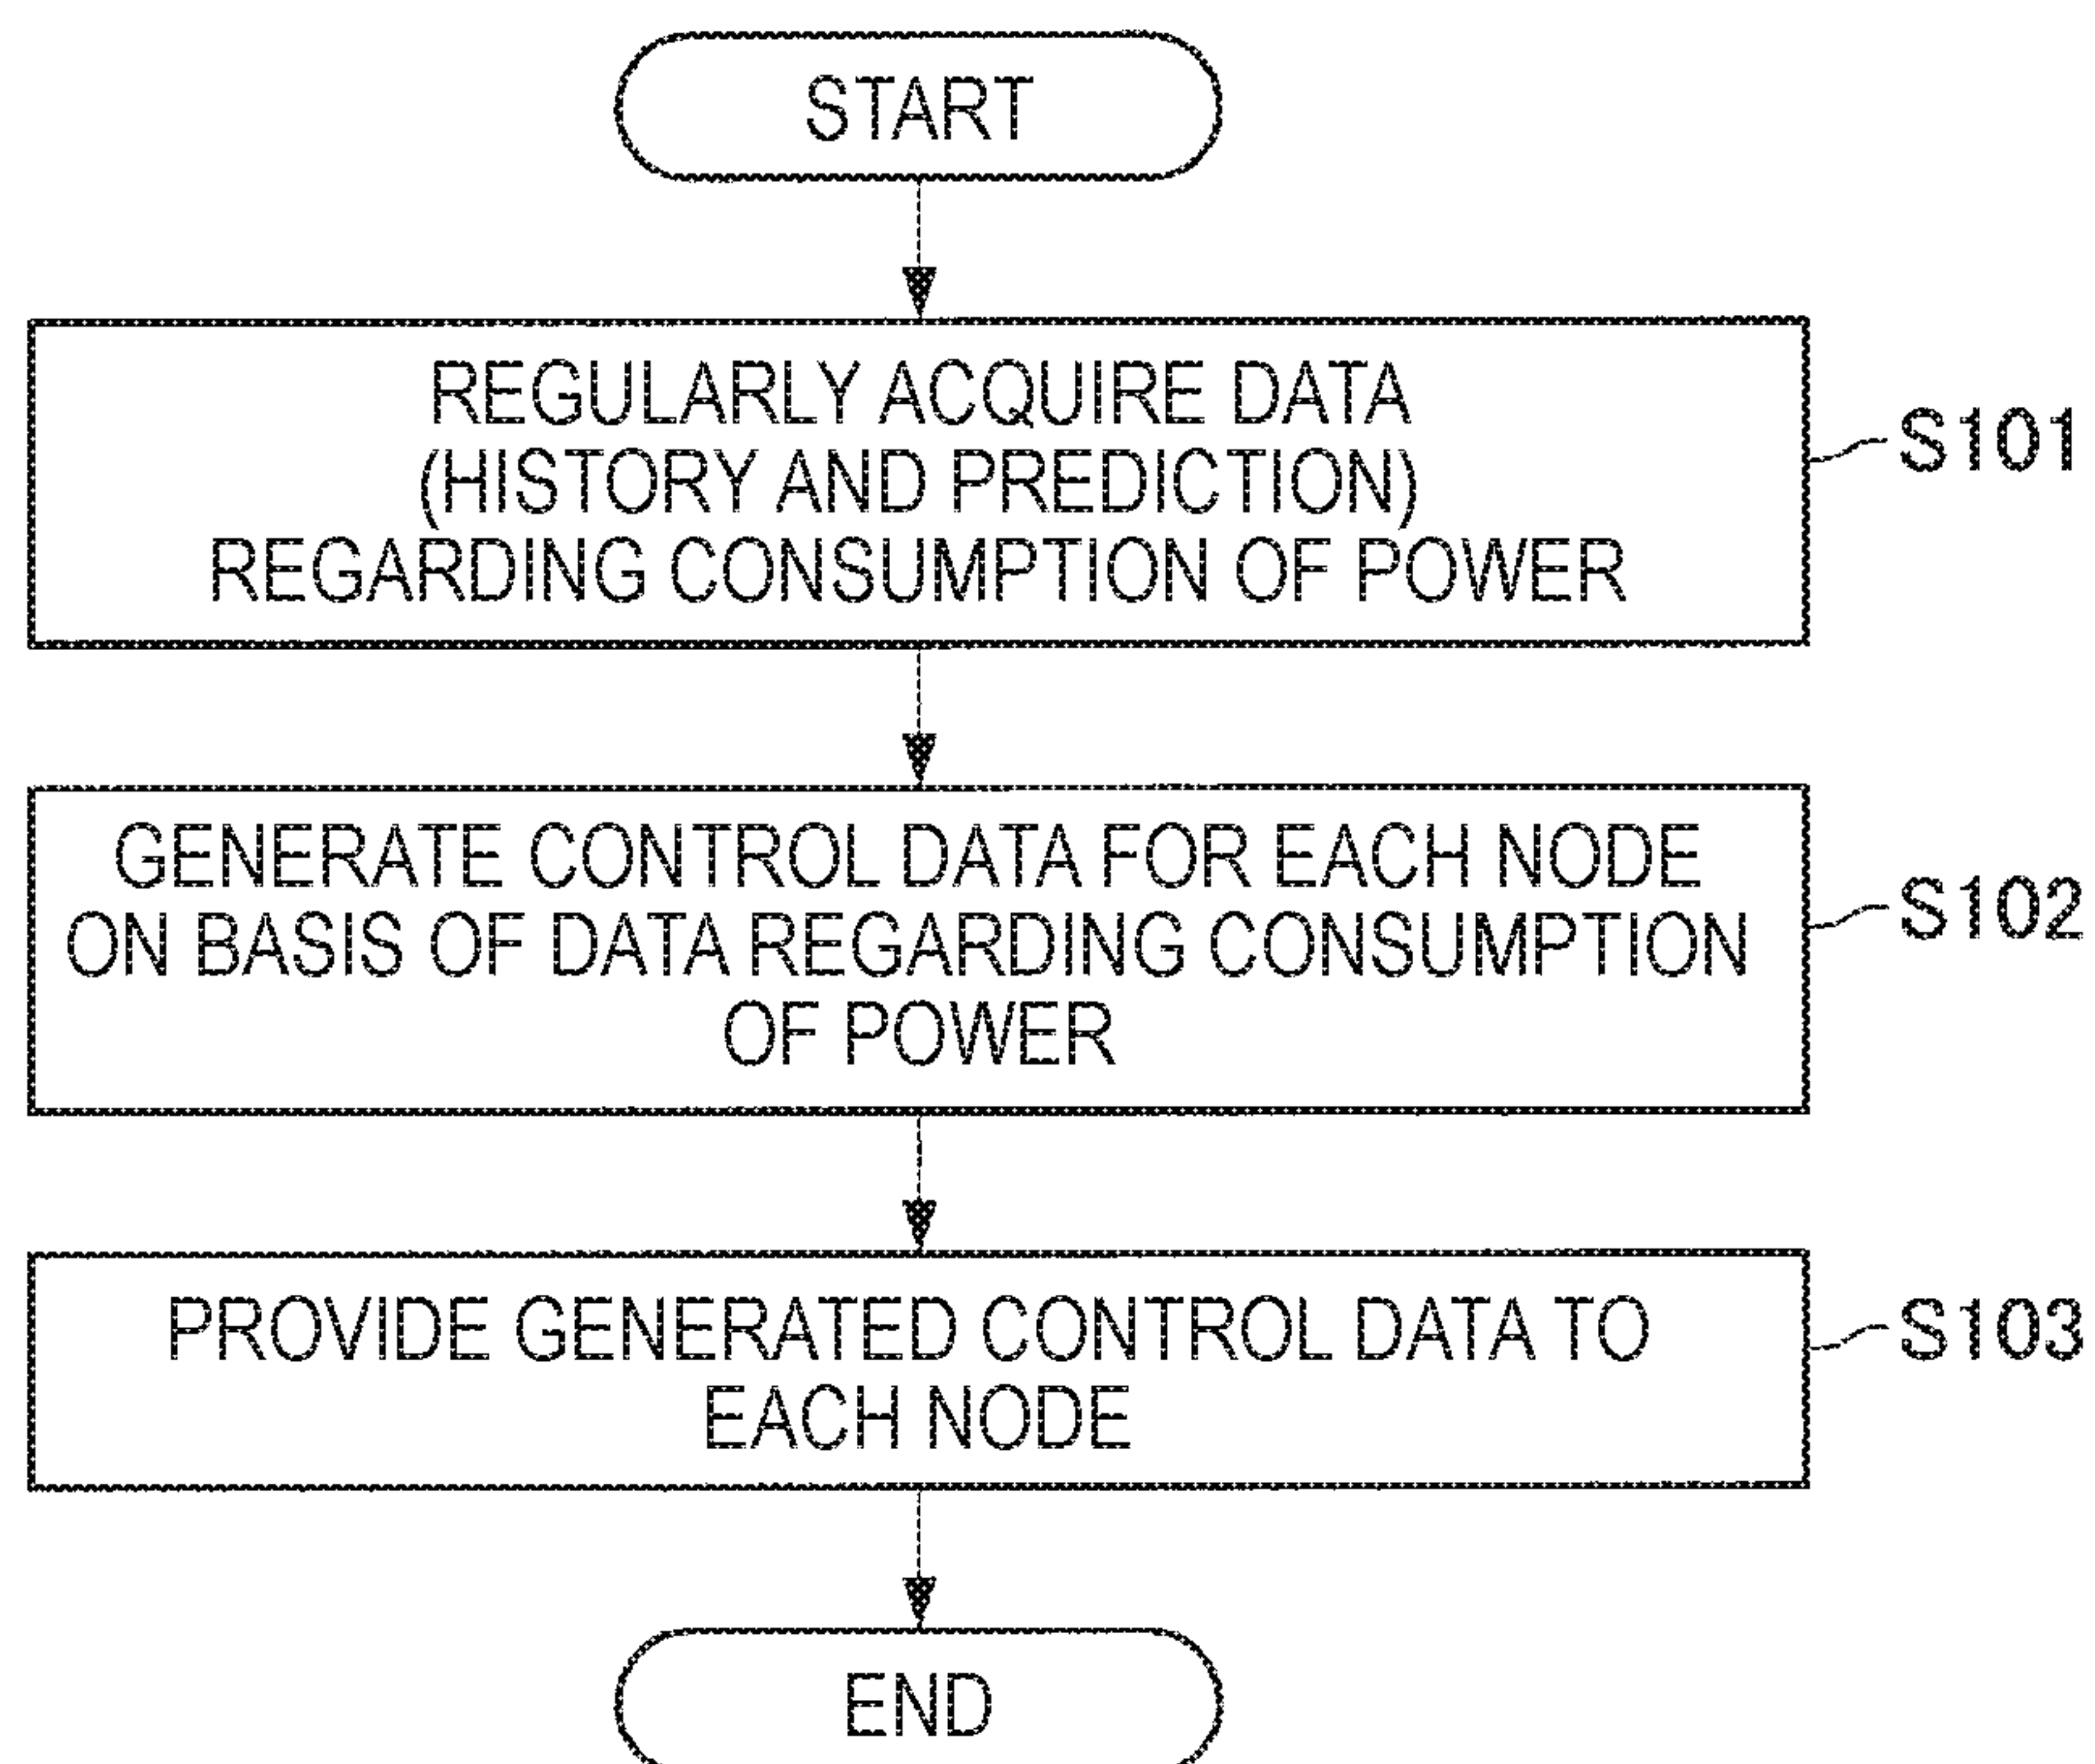 START
REGULARLY ACQUIRE DATA
(HISTORY AND PREDICTION)
REGARDING CONSUMPTION OF POWER
S101
GENERATE CONTROL DATA FOR EACH NODE
ON BASIS OF DATA REGARDING CONSUMPTION
OF POWER
S102
PROVIDE GENERATED CONTROL DATA TO
EACH NODE
S103
END